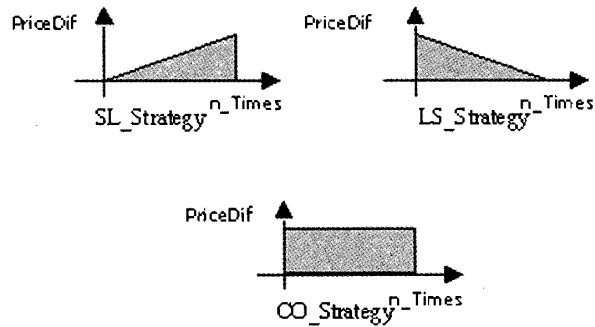 PriceDif
n_Times
SL_Strategy
PriceDif
n_Times
LS_Strategy
PriceDif
n_Times
CO_Strategy